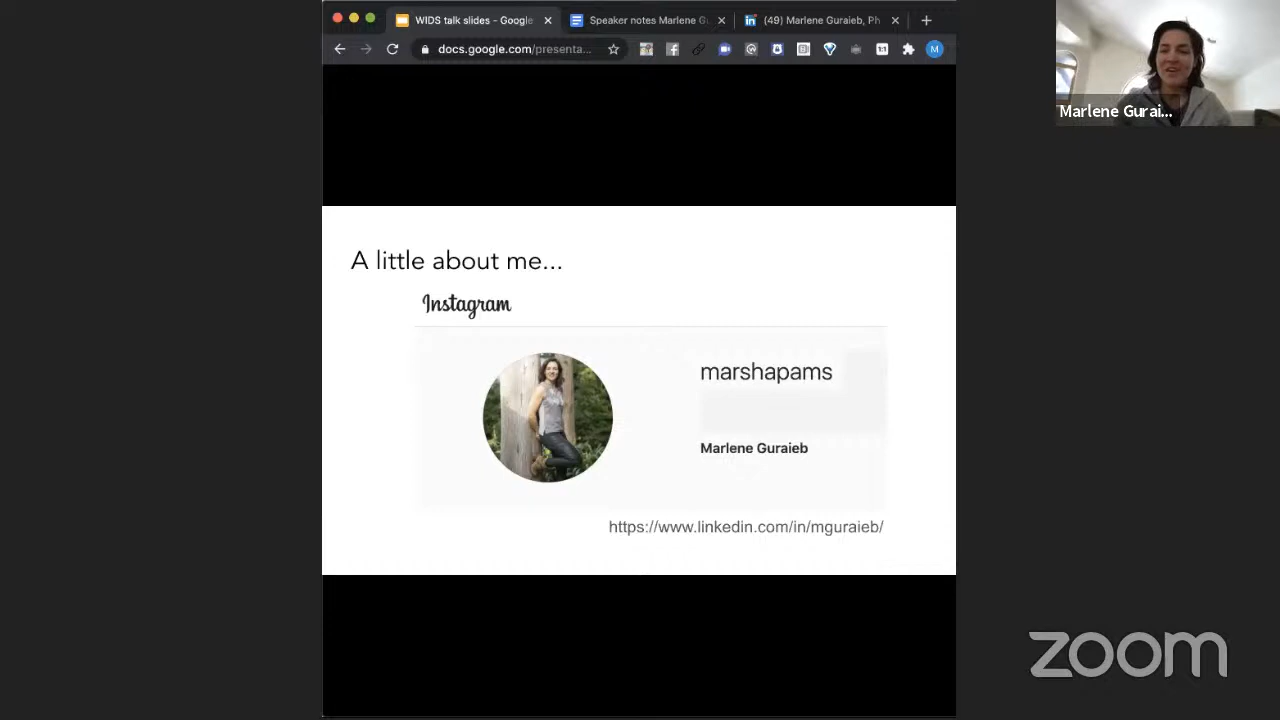 WIDS talk slides - Google
Speaker notes Marlene Gu
(49) Marlene Guraieb, Ph
docs.google.com/presenta...
M
Marlene Gurai...
A little about me...
Instagram
marshapams
Marlene Guraieb
https://www.linkedin.com/in/mguraieb/
zoom